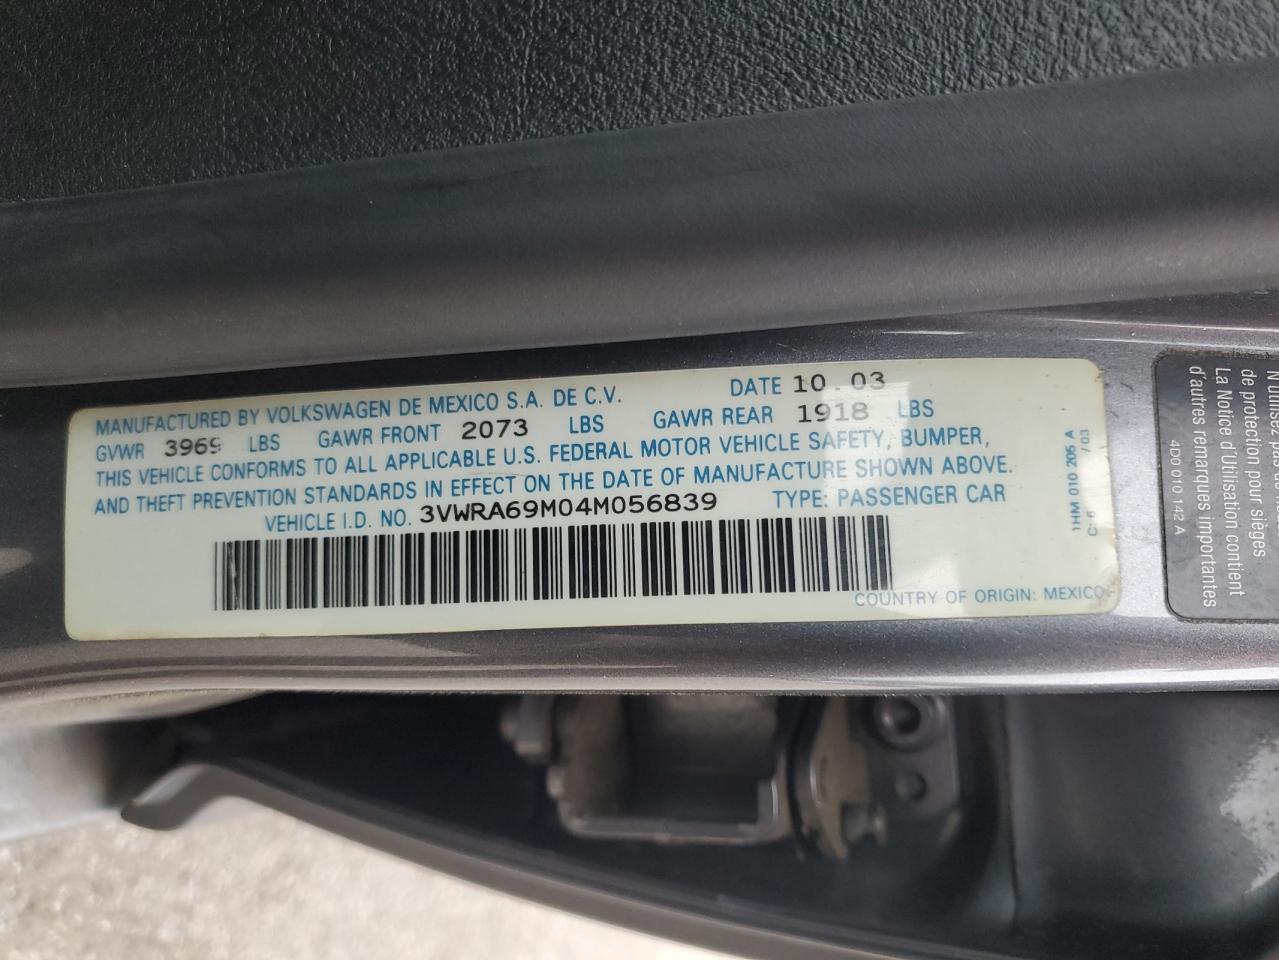 MANUFACTURED BY VOLKSWAGEN DE MEXICO S.A. DE C.V. DATE 10.03
GVWR 3969 LBS GAWR FRONT 2073 LBS GAWR REAR 1918 LBS
THIS VEHICLE CONFORMS TO ALL APPLICABLE U.S. FEDERAL MOTOR VEHICLE SAFETY, BUMPER,
AND THEFT PREVENTION STANDARDS IN EFFECT ON THE DATE OF MANUFACTURE SHOWN ABOVE.
VEHICLE I.D. NO. 3VWRA69M04M056839 TYPE: PASSENGER CAR
COUNTRY OF ORIGIN: MEXICO
1HM 010 205 A
C: 6 / 03
de protection pour sièges
La Notice d'Utilisation contient
d'autres remarques importantes
4D0 010 142 A